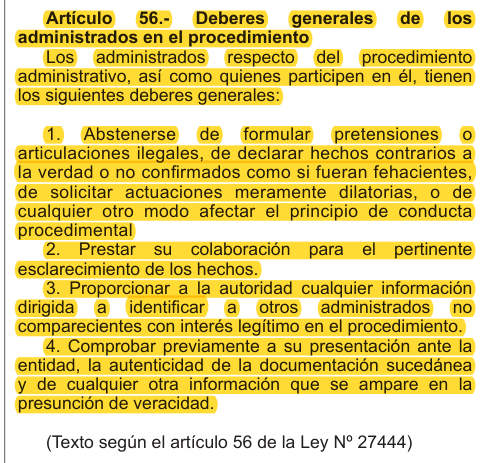 Artículo 56.- Deberes generales de los
administrados en el procedimiento
Los administrados respecto del procedimiento
administrativo, así como quienes participen en él, tienen
los siguientes deberes generales:
1. Abstenerse de formular pretensiones o
articulaciones ilegales, de declarar hechos contrarios a
la verdad o no confirmados como si fueran fehacientes,
de solicitar actuaciones meramente dilatorias, o de
cualquier otro modo afectar el principio de conducta
procedimental
2. Prestar su colaboración para el pertinente
esclarecimiento de los hechos.
3. Proporcionar a la autoridad cualquier información
dirigida a identificar a otros administrados no
comparecientes con interés legítimo en el procedimiento.
4. Comprobar previamente a su presentación ante la
entidad, la autenticidad de la documentación sucedánea
y de cualquier otra información que se ampare en la
presunción de veracidad.
(Texto según el artículo 56 de la Ley Nº 27444)